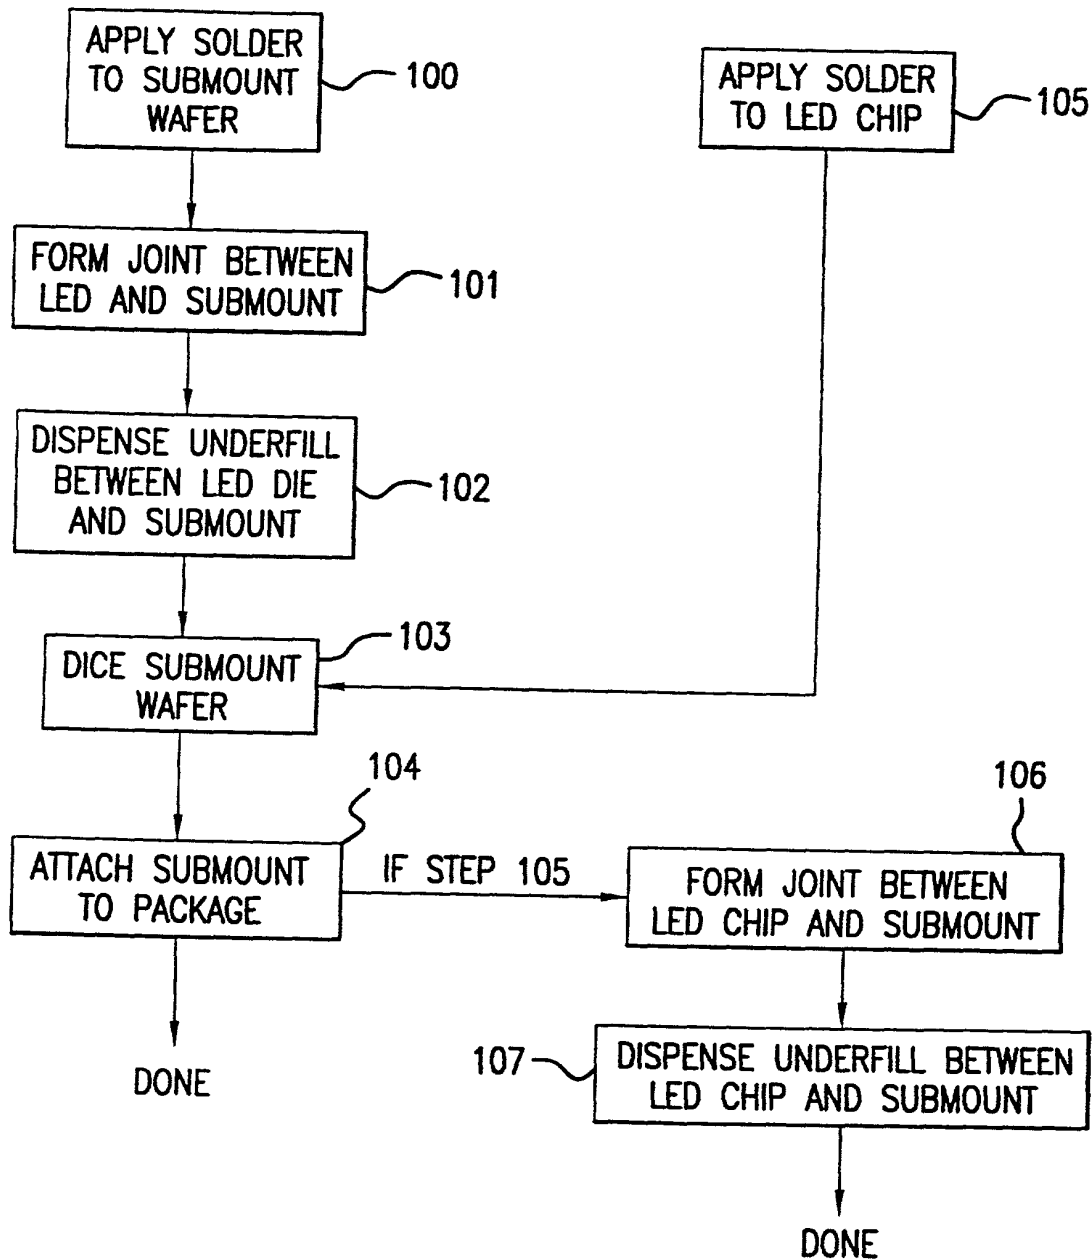 APPLY SOLDER
TO SUBMOUNT
WAFER
100
APPLY SOLDER
TO LED CHIP
105
FORM JOINT BETWEEN
LED AND SUBMOUNT
101
DISPENSE UNDERFILL
BETWEEN LED DIE
AND SUBMOUNT
102
DICE SUBMOUNT
WAFER
103
ATTACH SUBMOUNT
TO PACKAGE
104
IF STEP 105
FORM JOINT BETWEEN
LED CHIP AND SUBMOUNT
106
DISPENSE UNDERFILL BETWEEN
LED CHIP AND SUBMOUNT
107
DONE
DONE